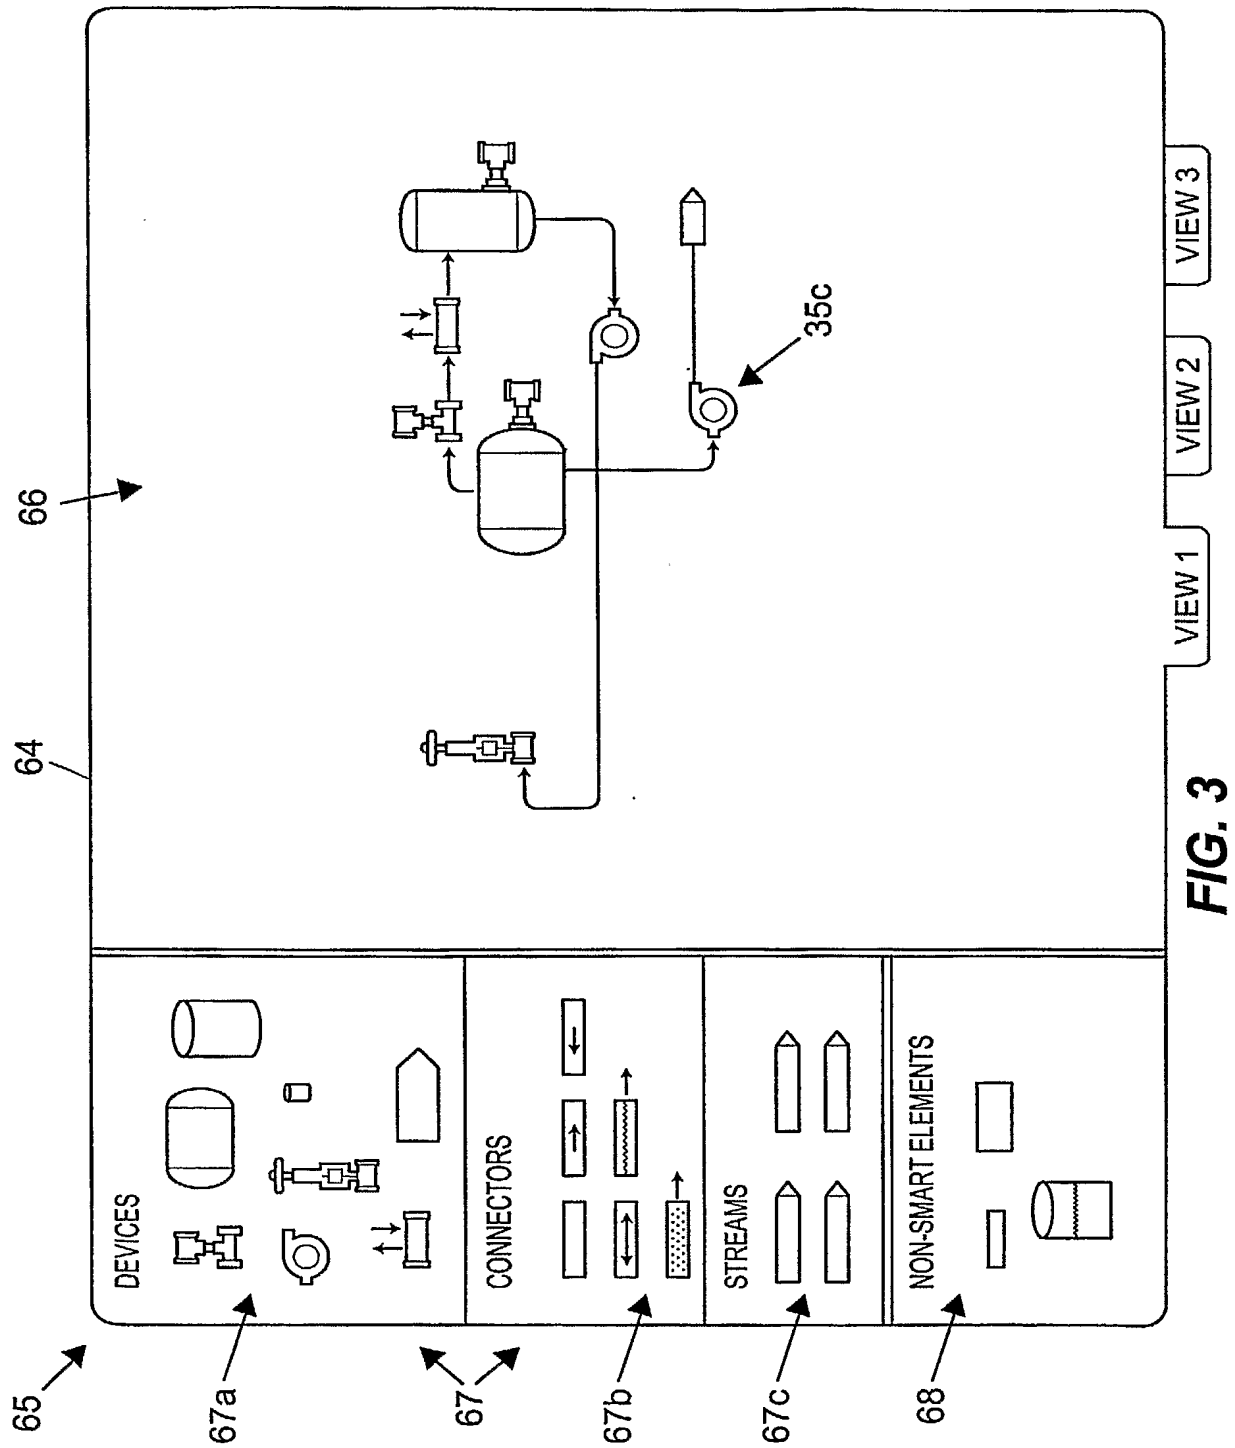 65
64
66
67a
DEVICES
67
CONNECTORS
67b
STREAMS
67c
NON-SMART ELEMENTS
68
35c
VIEW 1
VIEW 2
VIEW 3
FIG. 3